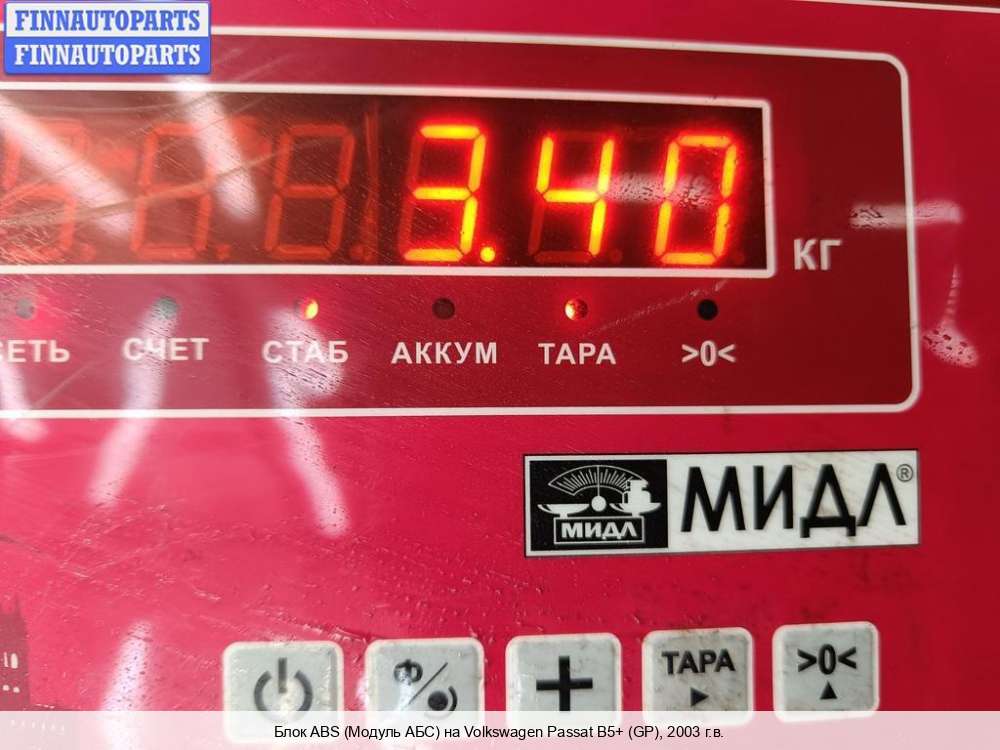 FINNAUTOPARTS
FINNAUTOPARTS
3.40
КГ
СЕТЬ СЧЕТ СТАБ АККУМ ТАРА >0<
МИДЛ МИДЛ®
Ф/ + ТАРА >0<
Блок ABS (Модуль АБС) на Volkswagen Passat B5+ (GP), 2003 г.в.